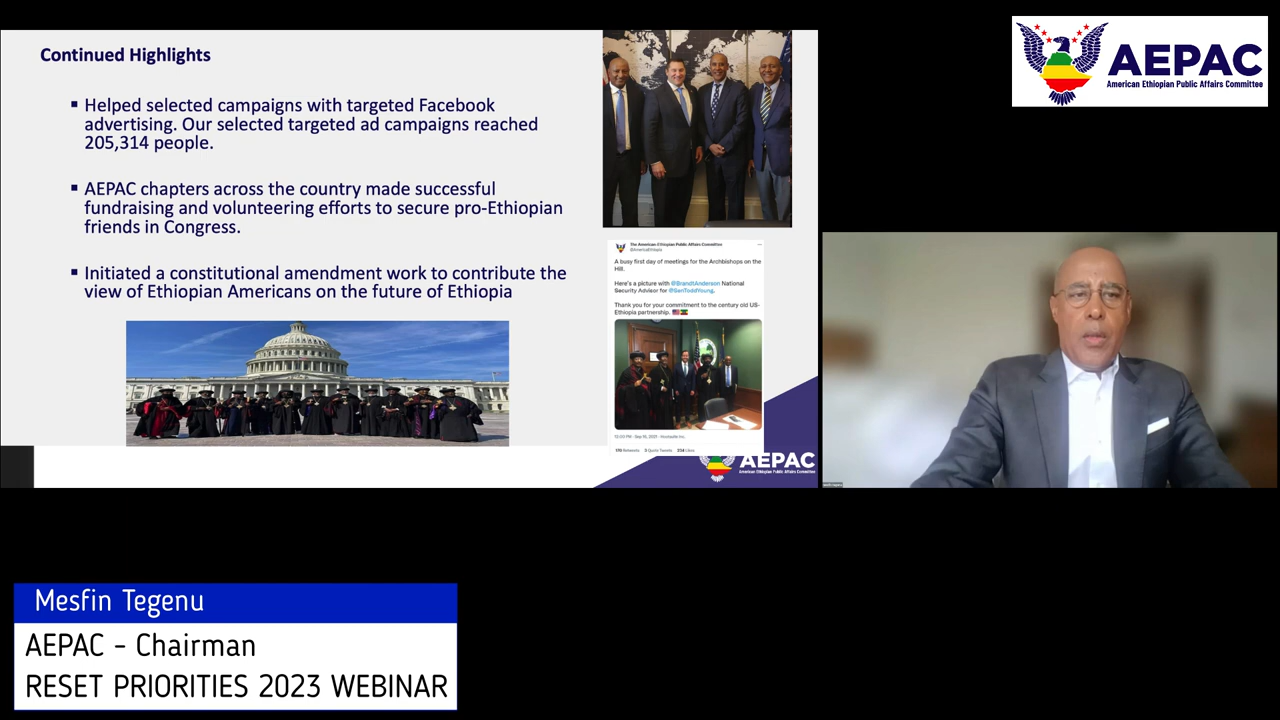 Continued Highlights
▪ Helped selected campaigns with targeted Facebook
advertising. Our selected targeted ad campaigns reached
205,314 people.
▪ AEPAC chapters across the country made successful
fundraising and volunteering efforts to secure pro-Ethiopian
friends in Congress.
▪ Initiated a constitutional amendment work to contribute the
view of Ethiopian Americans on the future of Ethiopia
The American Ethiopian Public Affairs Committee
A busy first day of meetings for the Archbishops on the
Hill.
Here's a picture with @BrandtAnderson National
Security Advisor for @SenToddYoung.
Thank you for your commitment to the century old US-
Ethiopia partnership.
AEPAC
American Ethiopian Public Affairs Committee
AEPAC
American Ethiopian Public Affairs Committee
Mesfin Tegenu
AEPAC - Chairman
RESET PRIORITIES 2023 WEBINAR